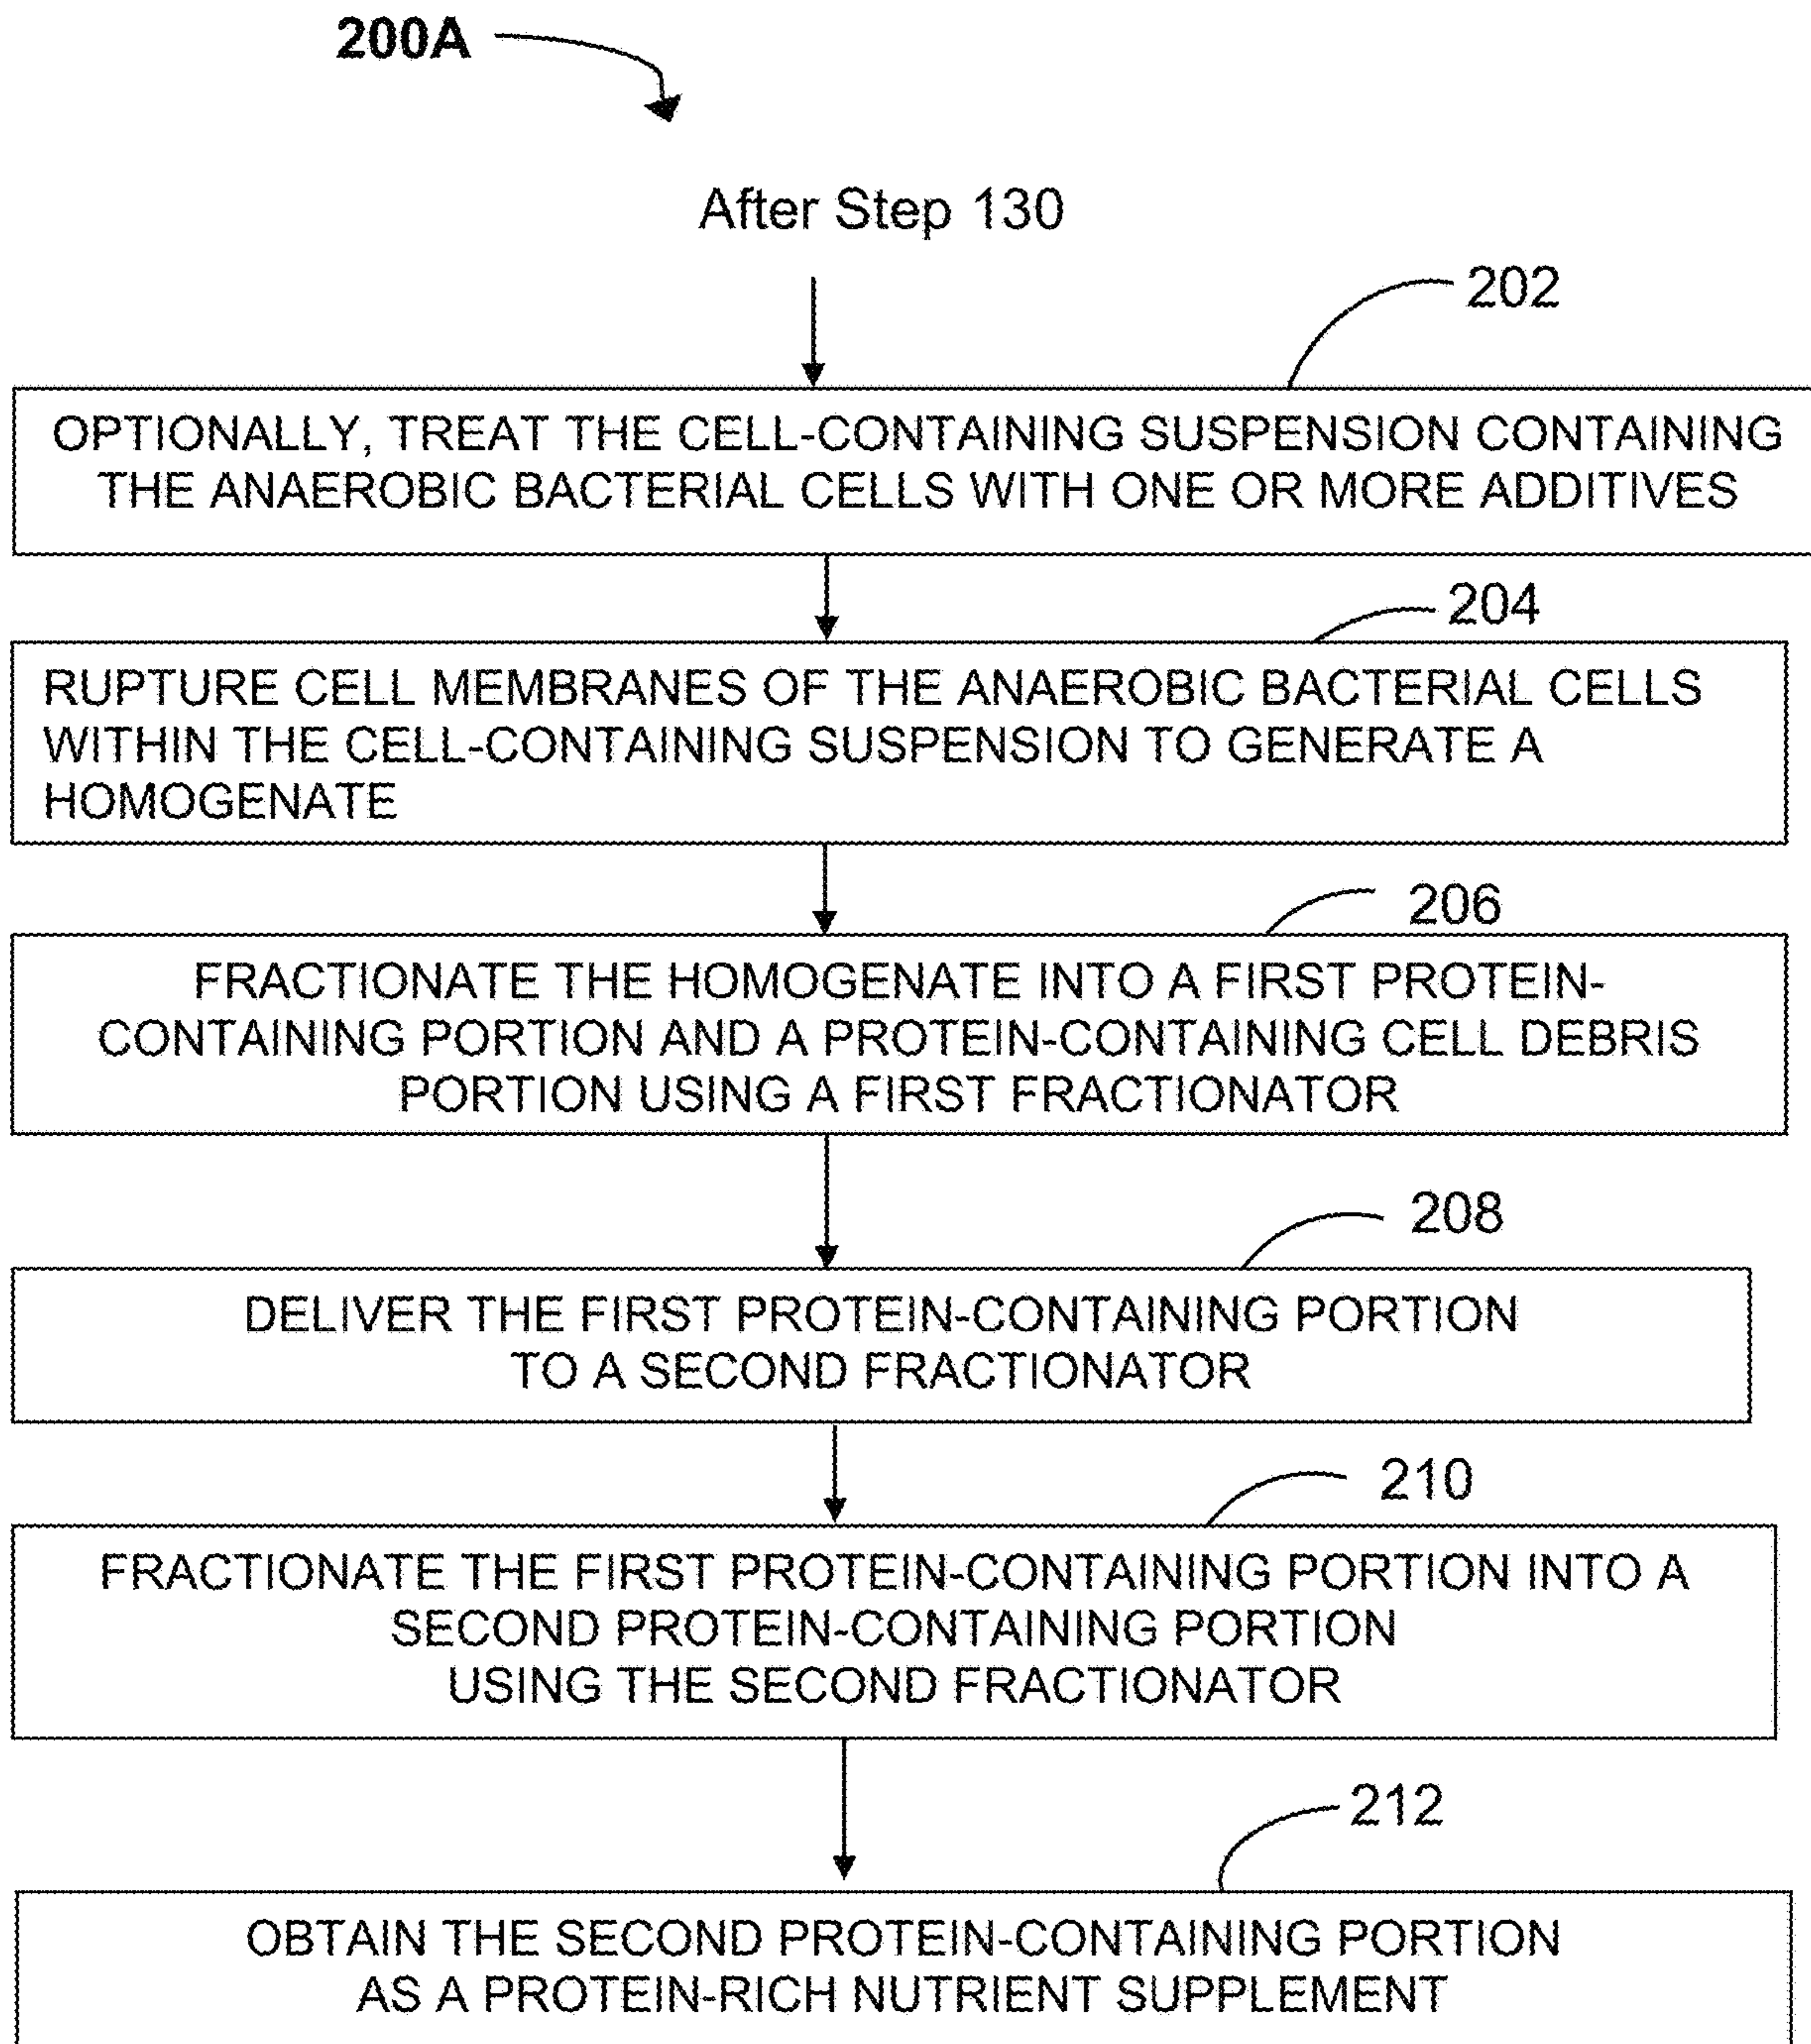 200A
After Step 130
202
OPTIONALLY, TREAT THE CELL-CONTAINING SUSPENSION CONTAINING
THE ANAEROBIC BACTERIAL CELLS WITH ONE OR MORE ADDITIVES
204
RUPTURE CELL MEMBRANES OF THE ANAEROBIC BACTERIAL CELLS
WITHIN THE CELL-CONTAINING SUSPENSION TO GENERATE A
HOMOGENATE
206
FRACTIONATE THE HOMOGENATE INTO A FIRST PROTEIN-
CONTAINING PORTION AND A PROTEIN-CONTAINING CELL DEBRIS
PORTION USING A FIRST FRACTIONATOR
208
DELIVER THE FIRST PROTEIN-CONTAINING PORTION
TO A SECOND FRACTIONATOR
210
FRACTIONATE THE FIRST PROTEIN-CONTAINING PORTION INTO A
SECOND PROTEIN-CONTAINING PORTION
USING THE SECOND FRACTIONATOR
212
OBTAIN THE SECOND PROTEIN-CONTAINING PORTION
AS A PROTEIN-RICH NUTRIENT SUPPLEMENT